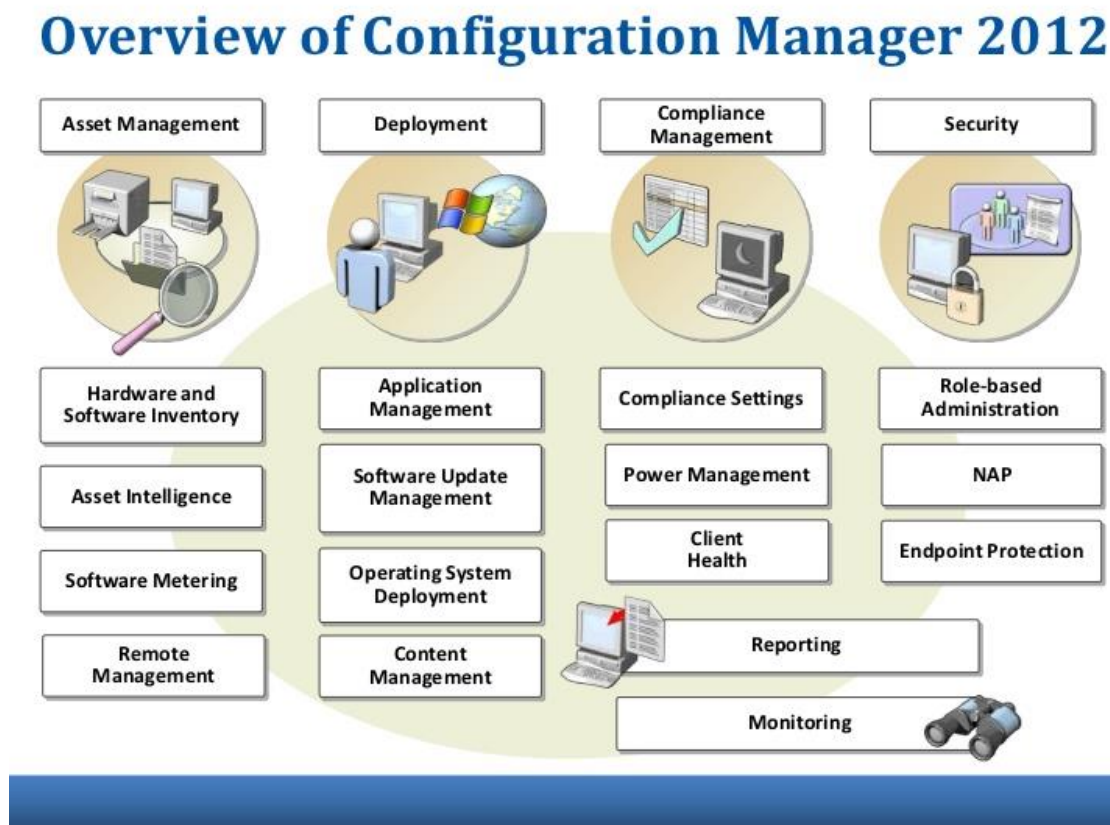 Overview of Configuration Manager 2012
Asset Management
Deployment
Compliance
Management
Security
Hardware and
Software Inventory
Asset Intelligence
Software Metering
Remote
Management
Application
Management
Software Update
Management
Operating System
Deployment
Content
Management
Compliance Settings
Power Management
Client
Health
Role-based
Administration
NAP
Endpoint Protection
Reporting
Monitoring